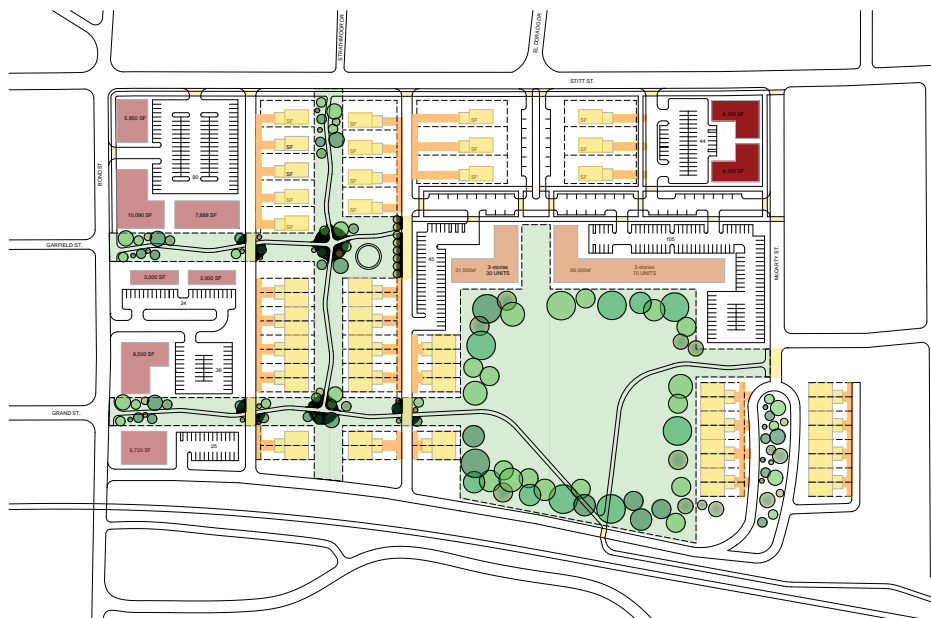 STRATHMOOR DR
EL DORADO DR
STITT ST.
BOND ST.
3,850 SF
90
10,090 SF
7,888 SF
SF
SF
SF
SF
SF
SF
SF
SF
SF
SF
SF
SF
SF
SF
44
6,150 SF
6,150 SF
GARFIELD ST.
3,000 SF
3,000 SF
24
45
31,500sf
3-stories
30 UNITS
66,000sf
3-stories
70 UNITS
105
McCARTY ST.
8,500 SF
36
GRAND ST.
6,720 SF
25